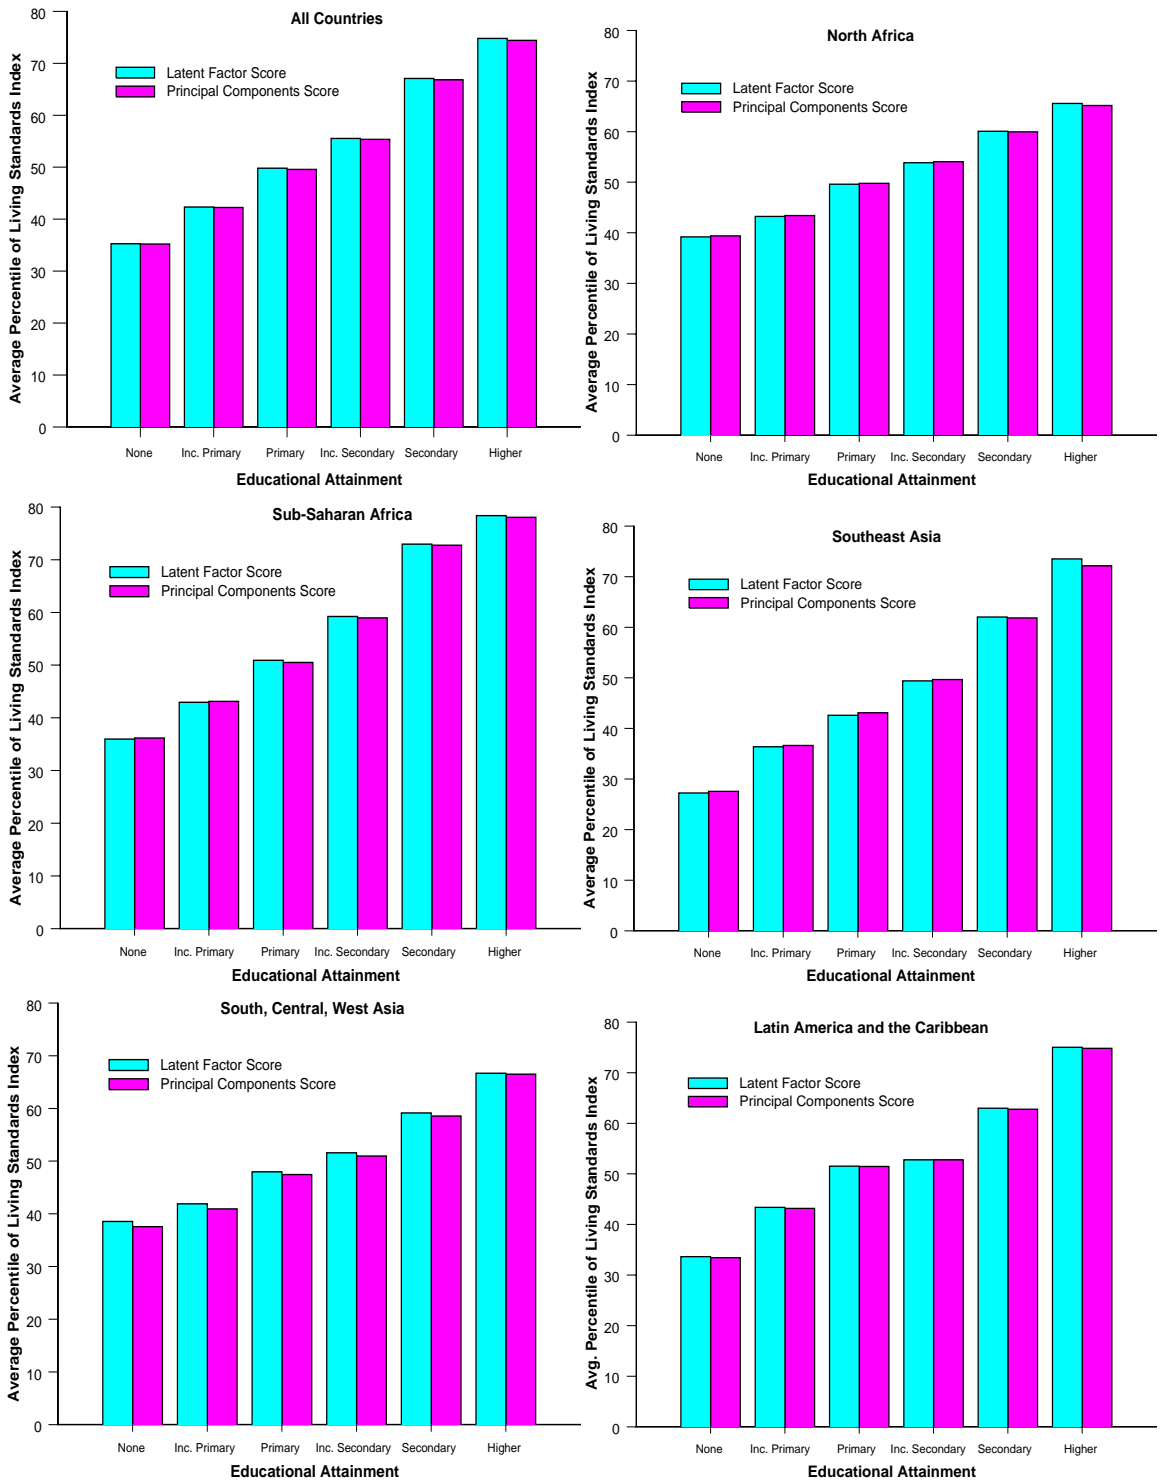 All Countries
Average Percentile of Living Standards Index
80
70
60
50
40
30
20
10
0
Latent Factor Score
Principal Components Score
None Inc. Primary Primary Inc. Secondary Secondary Higher
Educational Attainment
North Africa
Average Percentile of Living Standards Index
80
70
60
50
40
30
20
10
0
Latent Factor Score
Principal Components Score
None Inc. Primary Primary Inc. Secondary Secondary Higher
Educational Attainment
Sub-Saharan Africa
Average Percentile of Living Standards Index
80
70
60
50
40
30
20
10
0
Latent Factor Score
Principal Components Score
None Inc. Primary Primary Inc. Secondary Secondary Higher
Educational Attainment
Southeast Asia
Average Percentile of Living Standards Index
80
70
60
50
40
30
20
10
0
Latent Factor Score
Principal Components Score
None Inc. Primary Primary Inc. Secondary Secondary Higher
Educational Attainment
South, Central, West Asia
Average Percentile of Living Standards Index
80
70
60
50
40
30
20
10
0
Latent Factor Score
Principal Components Score
None Inc. Primary Primary Inc. Secondary Secondary Higher
Educational Attainment
Latin America and the Caribbean
Avg. Percentile of Living Standards Index
80
70
60
50
40
30
20
10
0
Latent Factor Score
Principal Components Score
None Inc. Primary Primary Inc. Secondary Secondary Higher
Educational Attainment